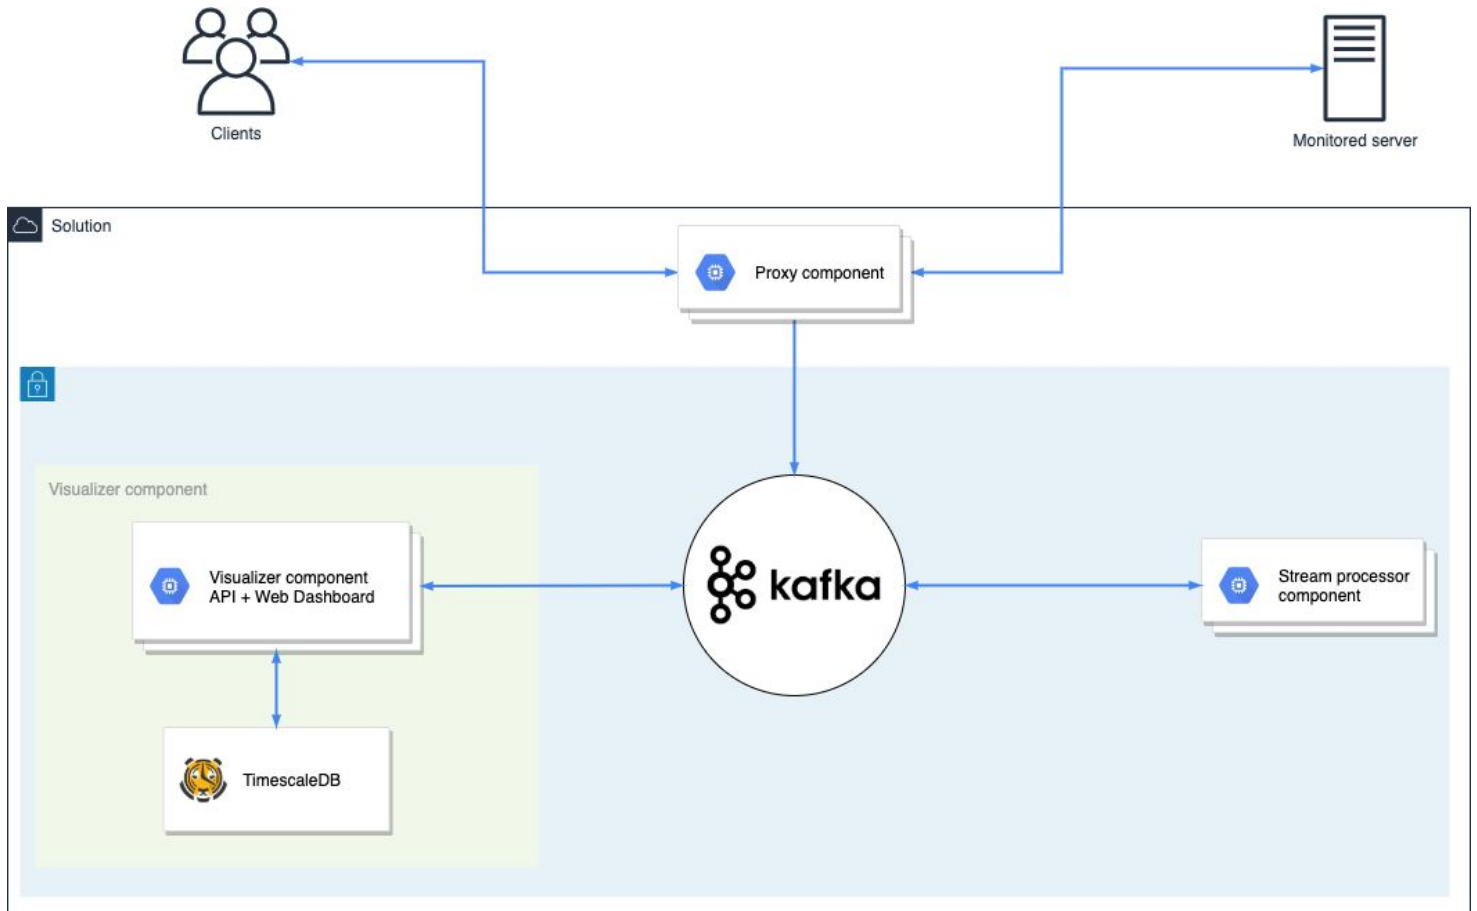 Clients
Monitored server
Solution
Proxy component
Visualizer component
Visualizer component
API + Web Dashboard
kafka
Stream processor
component
TimescaleDB